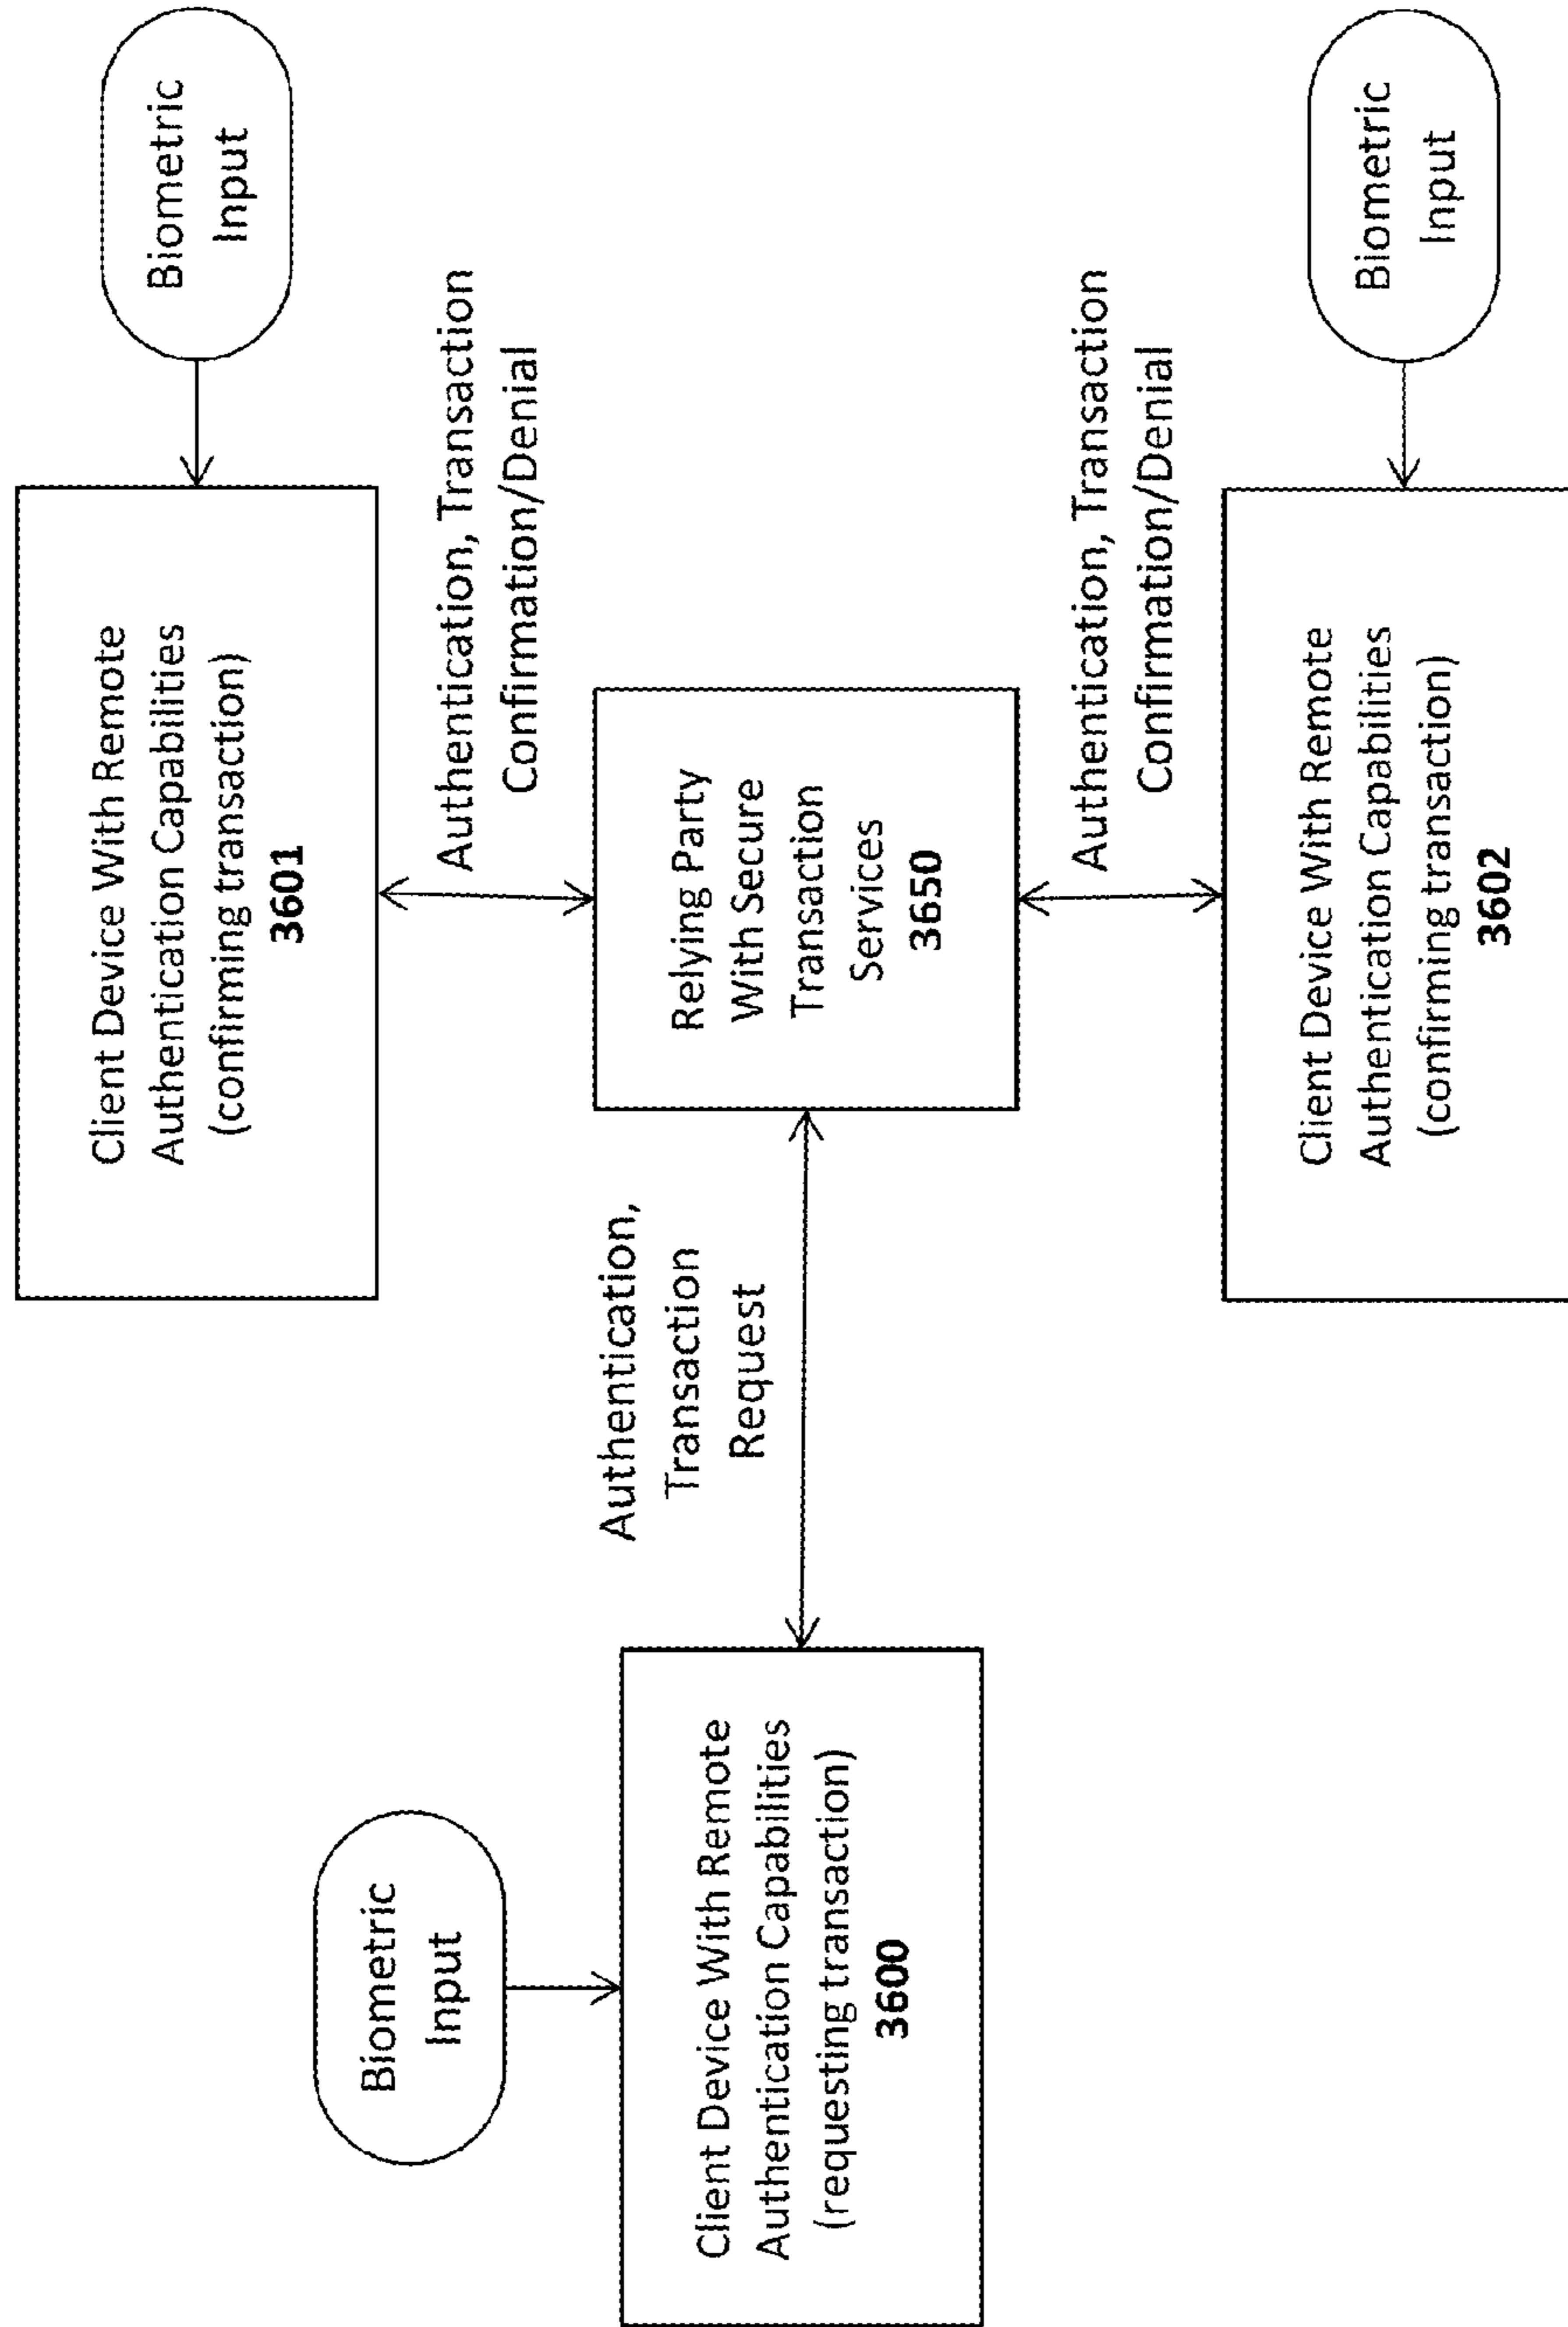 Biometric
Input
Client Device With Remote
Authentication Capabilities
(requesting transaction)
3600
Authentication,
Transaction
Request
Client Device With Remote
Authentication Capabilities
(confirming transaction)
3601
Biometric
Input
Authentication, Transaction
Confirmation/Denial
Relying Party
With Secure
Transaction
Services
3650
Authentication, Transaction
Confirmation/Denial
Client Device With Remote
Authentication Capabilities
(confirming transaction)
3602
Biometric
Input